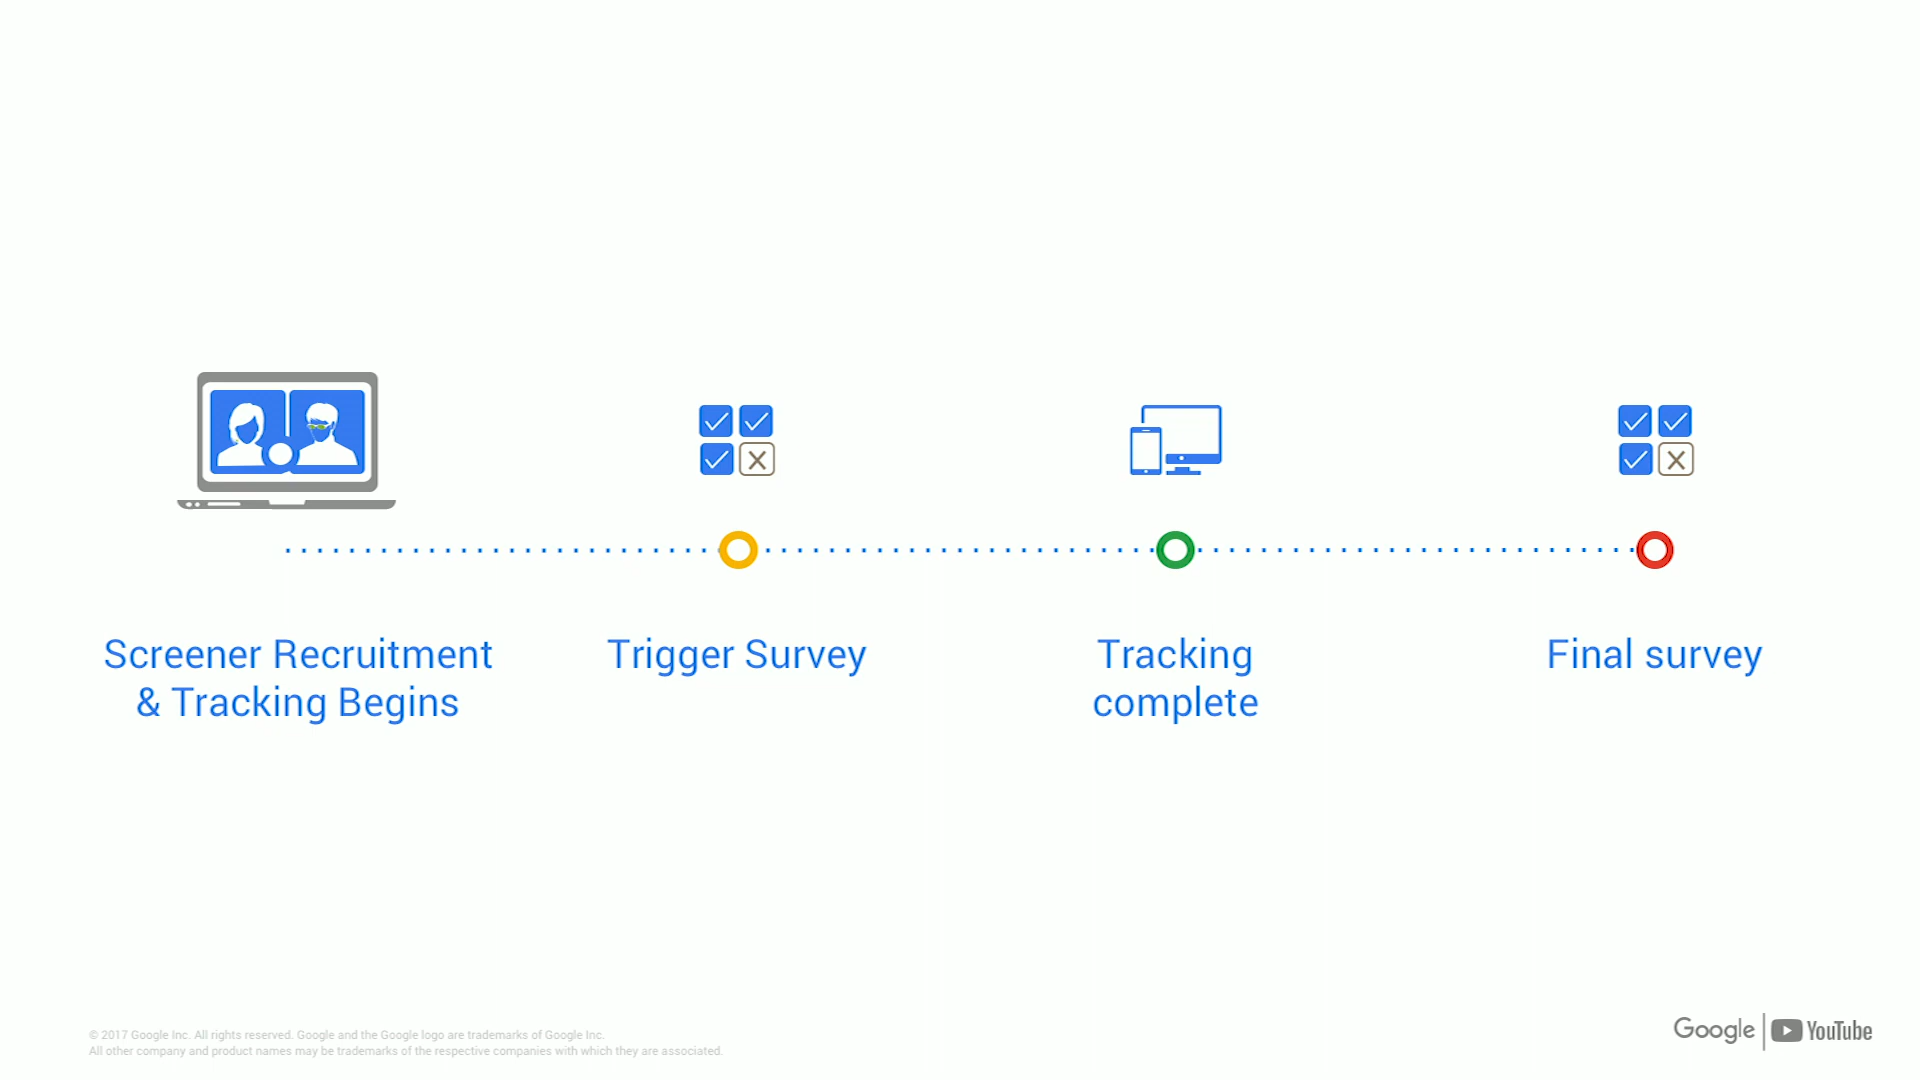 Screener Recruitment
& Tracking Begins
Trigger Survey
Tracking
complete
Final survey
© 2017 Google Inc. All rights reserved. Google and the Google logo are trademarks of Google Inc.
All other company and product names may be trademarks of the respective companies with which they are associated.
Google | YouTube